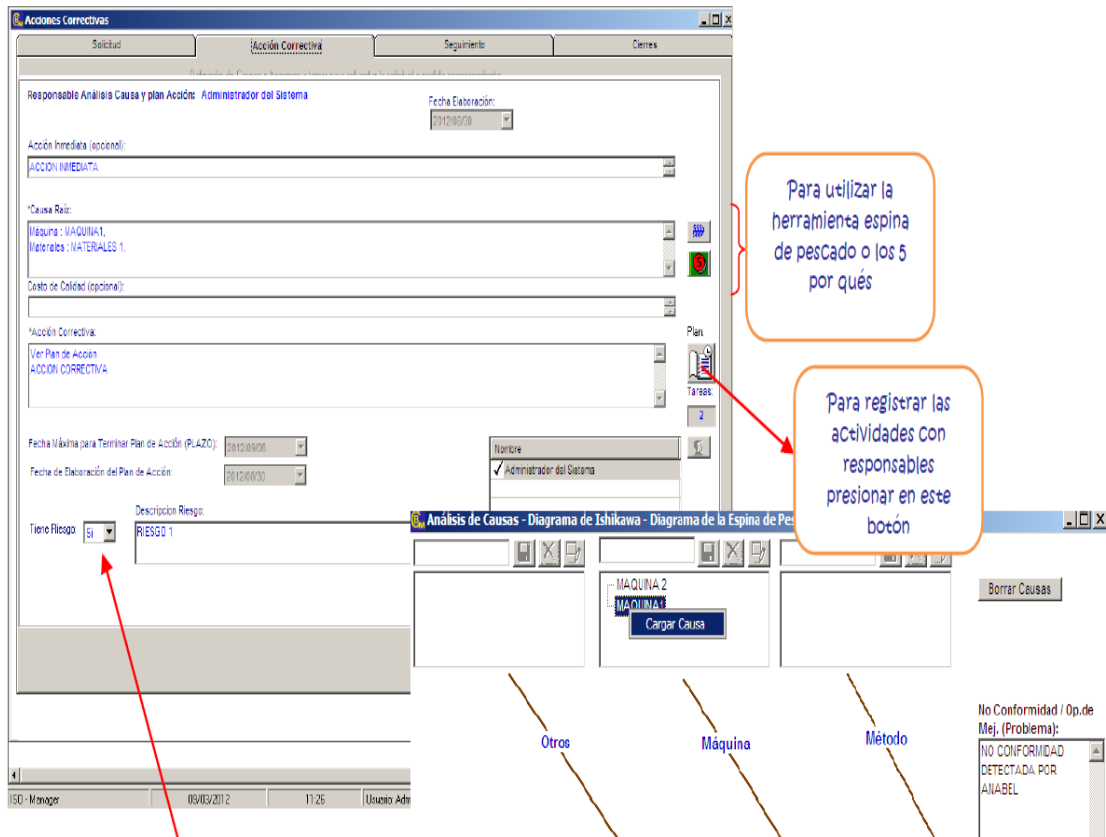 Acciones Correctivas
Solicitud
Acción Correctiva
Seguimiento
Cierres
Responsable Análisis Causa y plan Acción: Administrador del Sistema
Fecha Elaboración:
2012/08/30
Acción Inmediata (opcional):
ACCION INMEDIATA
*Causa Raíz:
Máquina : MAQUINA1,
Materiales : MATERIALES 1,
Costo de Calidad (opcional):
*Acción Correctiva:
Ver Plan de Acción
ACCION CORRECTIVA
Plan:
Tareas:
2
Fecha Máxima para Terminar Plan de Acción (PLAZO):
2012/09/06
Fecha de Elaboración del Plan de Acción:
2012/08/30
Nombre
Administrador del Sistema
Tiene Riesgo:
Si
Descripcion Riesgo:
RIESGO 1
ISO - Manager
09/03/2012
11:26
Usuario: Adm
Para utilizar la
herramienta espina
de pescado o los 5
por qués
5
Para registrar las
actividades con
responsables
presionar en este
botón
Análisis de Causas - Diagrama de Ishikawa - Diagrama de la Espina de Pes
MAQUINA 2
MAQUINA1
Cargar Causa
Borrar Causas
Otros
Máquina
Método
No Conformidad / Op.de
Mej. (Problema):
NO CONFORMIDAD
DETECTADA POR
ANABEL